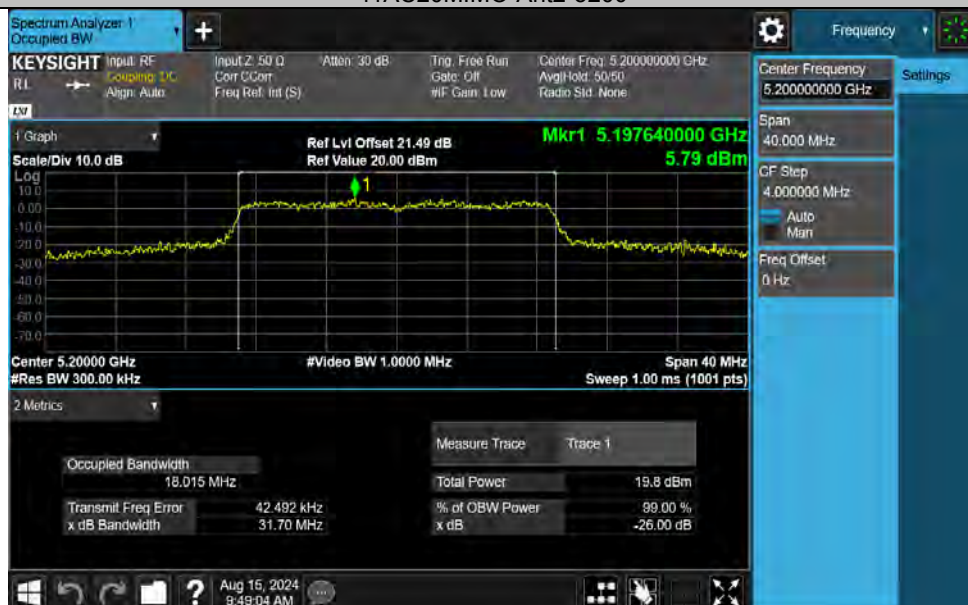 11AC20MIMO-Ant2-5200
Spectrum Analyzer 1
Occupied BW
Frequency
KEYSIGHT
RL
Input: RF
Coupling: DC
Align: Auto
Input Z: 50 Ω
Corr CCorr
Freq Ref: Int (S)
Atten: 30 dB
Trig: Free Run
Gate: Off
#IF Gain: Low
Center Freq: 5.200000000 GHz
Avg|Hold: 50/50
Radio Std: None
Center Frequency
5.200000000 GHz
Settings
Span
40.000 MHz
CF Step
4.000000 MHz
Auto
Man
Freq Offset
0 Hz
1 Graph
Scale/Div 10.0 dB
Ref Lvl Offset 21.49 dB
Ref Value 20.00 dBm
Mkr1 5.197640000 GHz
5.79 dBm
Log
10.0
0.00
-10.0
-20.0
-30.0
-40.0
-50.0
-60.0
-70.0
1
Center 5.20000 GHz
#Res BW 300.00 kHz
#Video BW 1.0000 MHz
Span 40 MHz
Sweep 1.00 ms (1001 pts)
2 Metrics
Measure Trace Trace 1
Occupied Bandwidth
18.015 MHz
Total Power 19.8 dBm
Transmit Freq Error 42.492 kHz
% of OBW Power 99.00 %
x dB Bandwidth 31.70 MHz
x dB -26.00 dB
Aug 15, 2024
9:49:04 AM